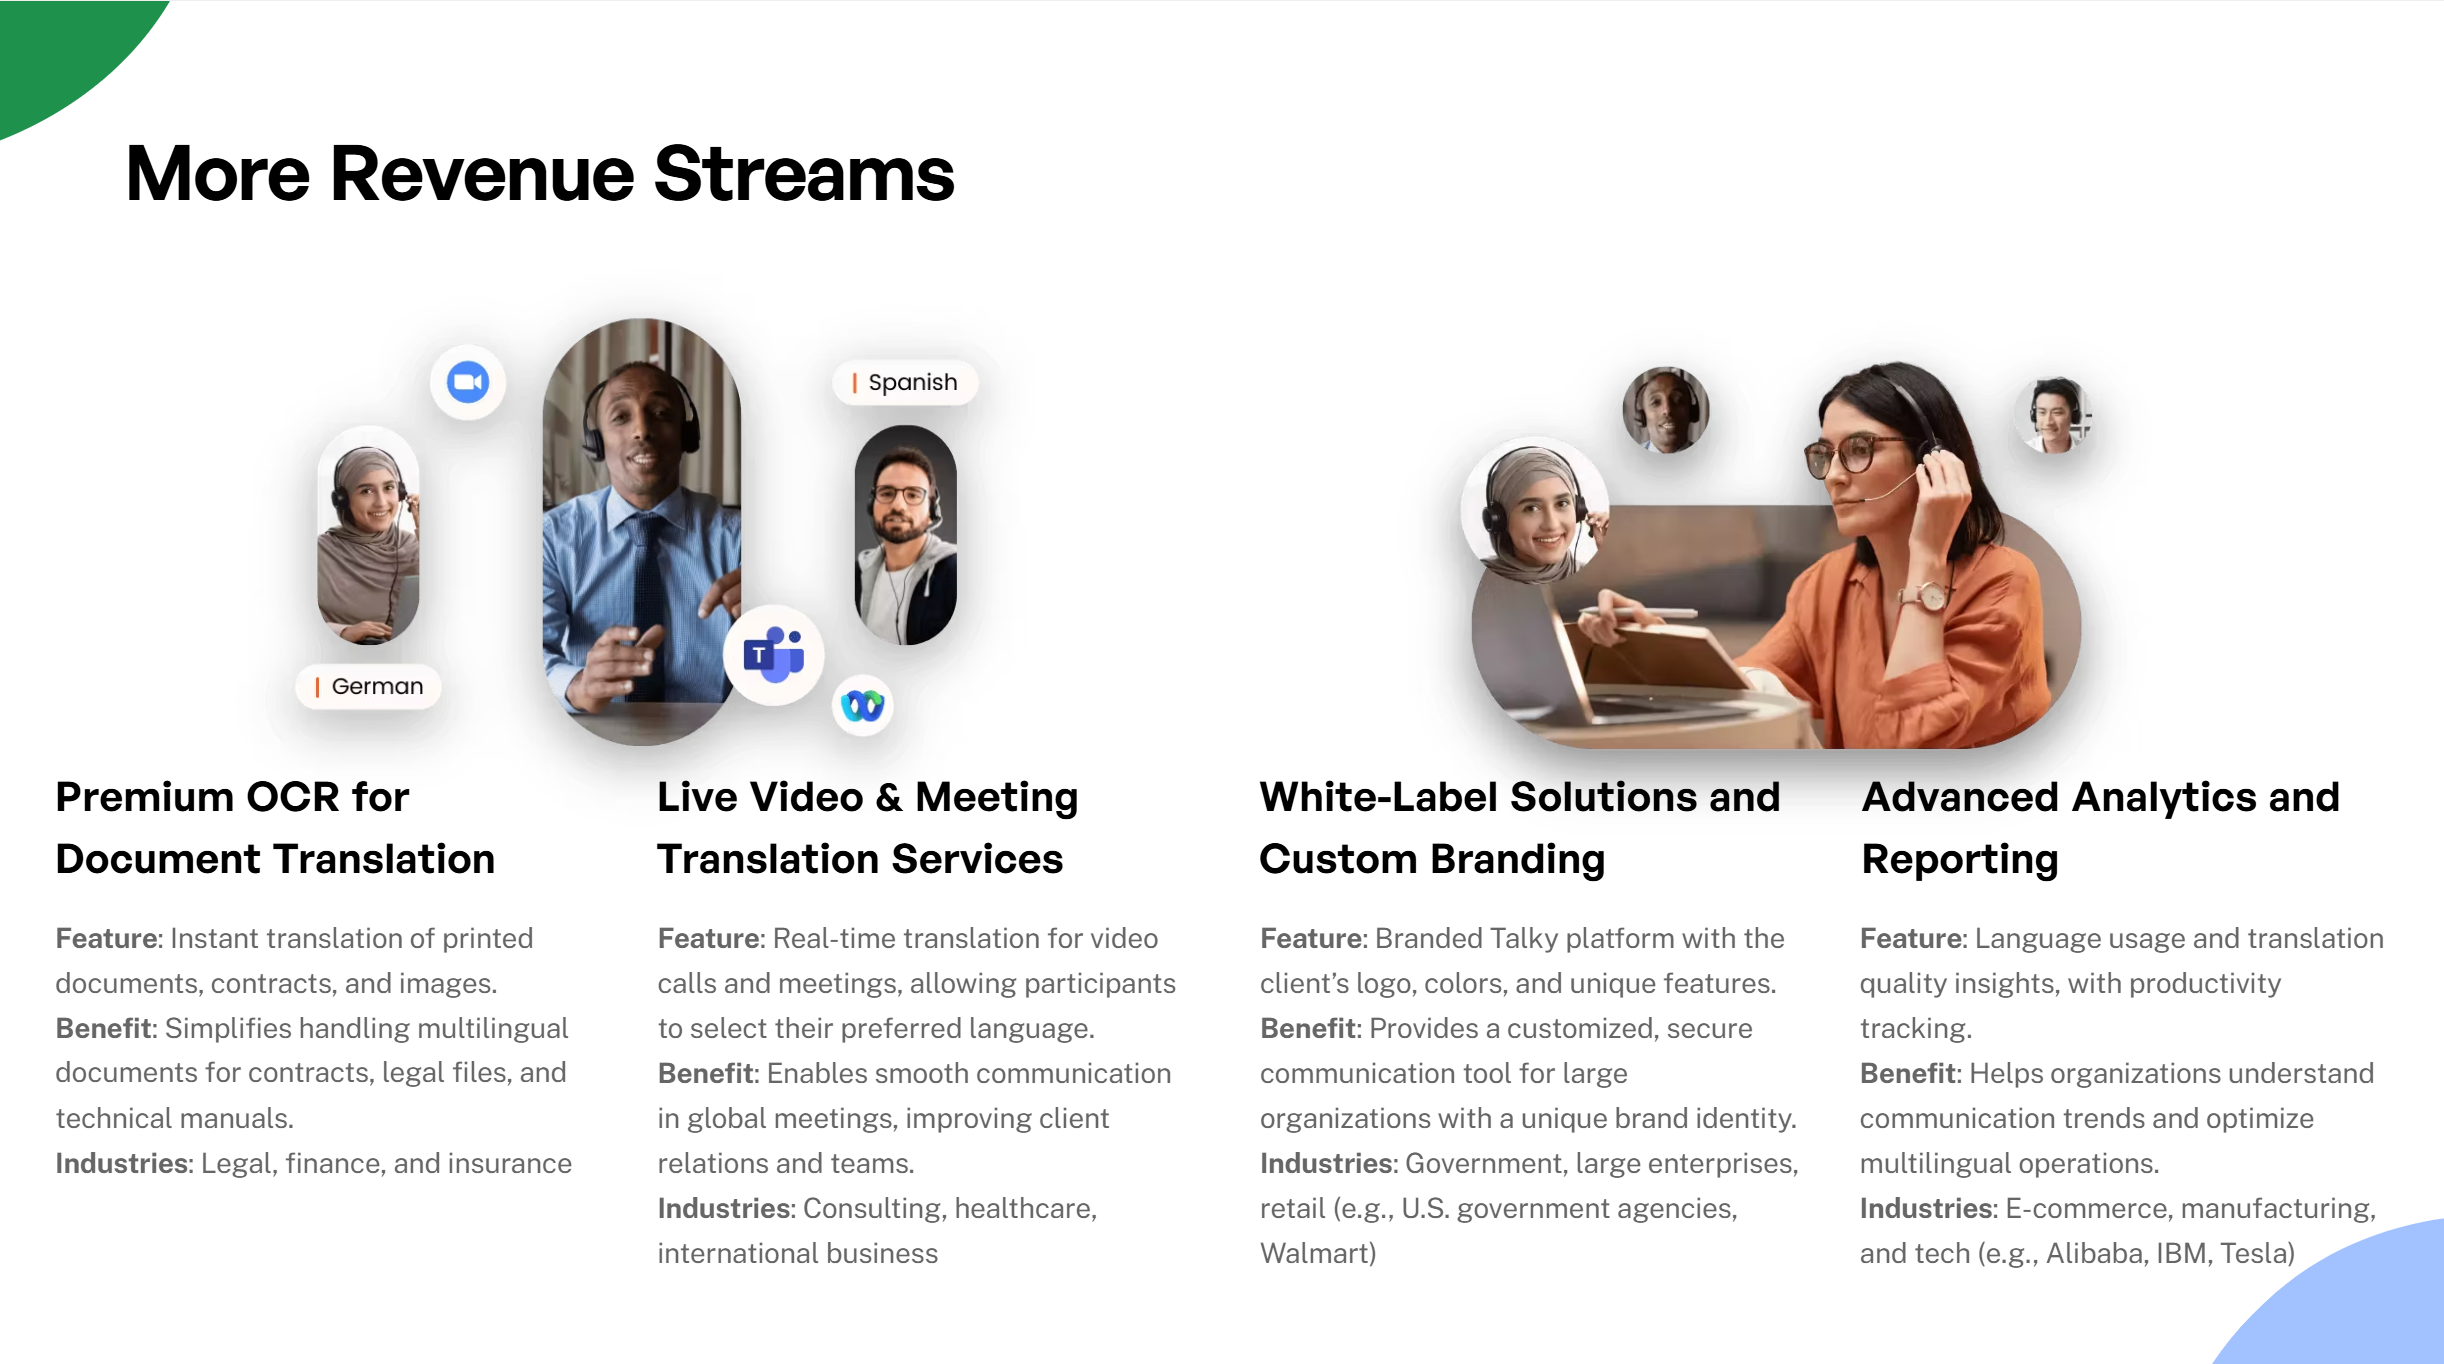 More Revenue Streams
Spanish
German
T
Premium OCR for
Document Translation
Feature: Instant translation of printed
documents, contracts, and images.
Benefit: Simplifies handling multilingual
documents for contracts, legal files, and
technical manuals.
Industries: Legal, finance, and insurance
Live Video & Meeting
Translation Services
Feature: Real-time translation for video
calls and meetings, allowing participants
to select their preferred language.
Benefit: Enables smooth communication
in global meetings, improving client
relations and teams.
Industries: Consulting, healthcare,
international business
White-Label Solutions and
Custom Branding
Feature: Branded Talky platform with the
client’s logo, colors, and unique features.
Benefit: Provides a customized, secure
communication tool for large
organizations with a unique brand identity.
Industries: Government, large enterprises,
retail (e.g., U.S. government agencies,
Walmart)
Advanced Analytics and
Reporting
Feature: Language usage and translation
quality insights, with productivity
tracking.
Benefit: Helps organizations understand
communication trends and optimize
multilingual operations.
Industries: E-commerce, manufacturing,
and tech (e.g., Alibaba, IBM, Tesla)